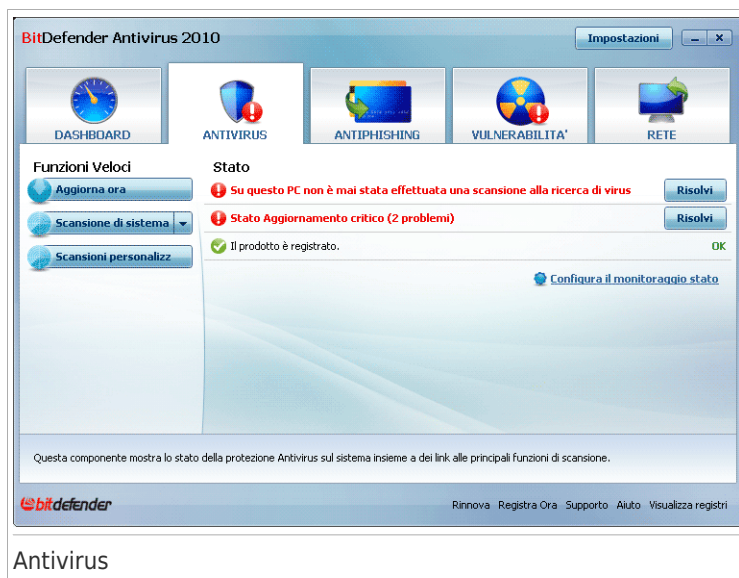 BitDefender Antivirus 2010
Impostazioni
DASHBOARD
ANTIVIRUS
ANTIPHISHING
VULNERABILITA'
RETE
Funzioni Veloci
Aggiorna ora
Scansione di sistema
Scansioni personalizz
Stato
Su questo PC non è mai stata effettuata una scansione alla ricerca di virus
Risolvi
Stato Aggiornamento critico (2 problemi)
Risolvi
Il prodotto è registrato.
OK
Configura il monitoraggio stato
Questa componente mostra lo stato della protezione Antivirus sul sistema insieme a dei link alle principali funzioni di scansione.
bitdefender
Rinnova Registra Ora Supporto Aiuto Visualizza registri
Antivirus